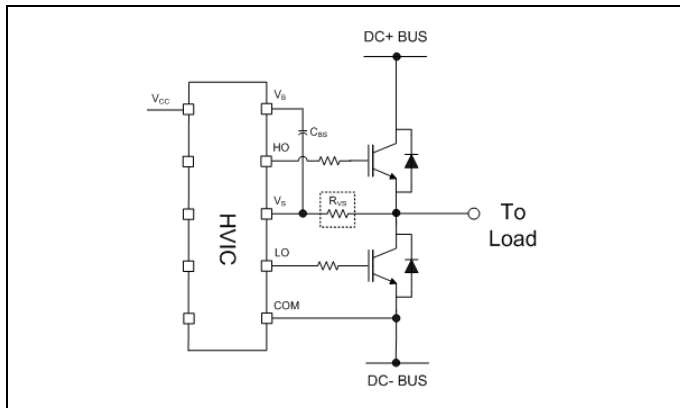 DC+ BUS
VCC
VB
CBS
HO
VS
RVS
To
Load
HVIC
LO
COM
DC- BUS